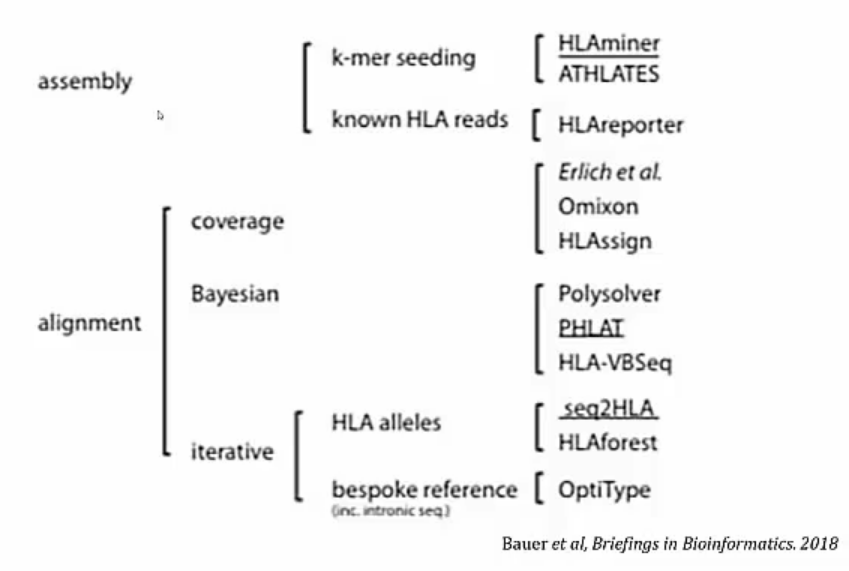 HLAminer
k-mer seeding
ATHLATES
assembly
known HLA reads
HLAreporter
Erlich et al.
Omixon
coverage
HLAssign
Bayesian
Polysolver
alignment
PHLAT
HLA-VBSeq
seq2HLA
HLA alleles
HLAforest
iterative
bespoke reference
OptiType
(inc. intronic seq.)
Bauer et al, Briefings in Bioinformatics. 2018